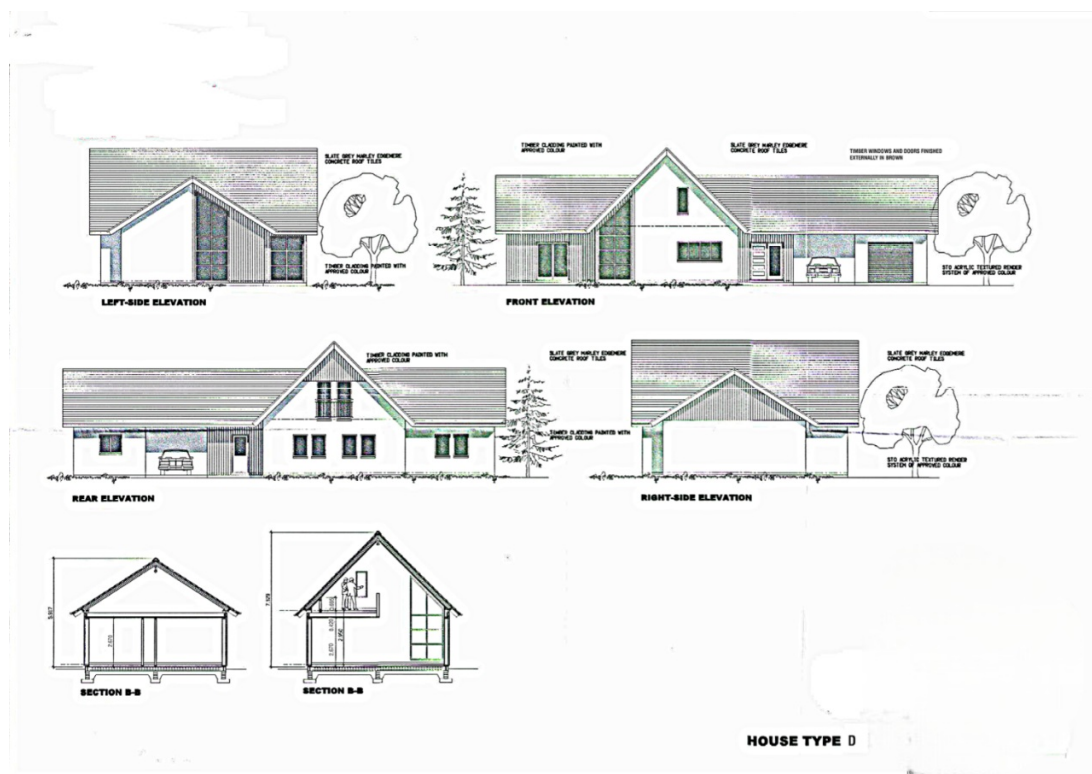 SLATE GREY MARLEY EDGEMERE
CONCRETE ROOF TILES
TIMBER CLADDING PAINTED WITH
APPROVED COLOUR
LEFT-SIDE ELEVATION
TIMBER CLADDING PAINTED WITH
APPROVED COLOUR
SLATE GREY MARLEY EDGEMERE
CONCRETE ROOF TILES
TIMBER WINDOWS AND DOORS FINISHED
EXTERNALLY IN BROWN
STO ACRYLIC TEXTURED RENDER
SYSTEM OF APPROVED COLOUR
FRONT ELEVATION
TIMBER CLADDING PAINTED WITH
APPROVED COLOUR
REAR ELEVATION
SLATE GREY MARLEY EDGEMERE
CONCRETE ROOF TILES
TIMBER CLADDING PAINTED WITH
APPROVED COLOUR
SLATE GREY MARLEY EDGEMERE
CONCRETE ROOF TILES
STO ACRYLIC TEXTURED RENDER
SYSTEM OF APPROVED COLOUR
RIGHT-SIDE ELEVATION
SECTION B-B
2.950
SECTION B-B
HOUSE TYPE D